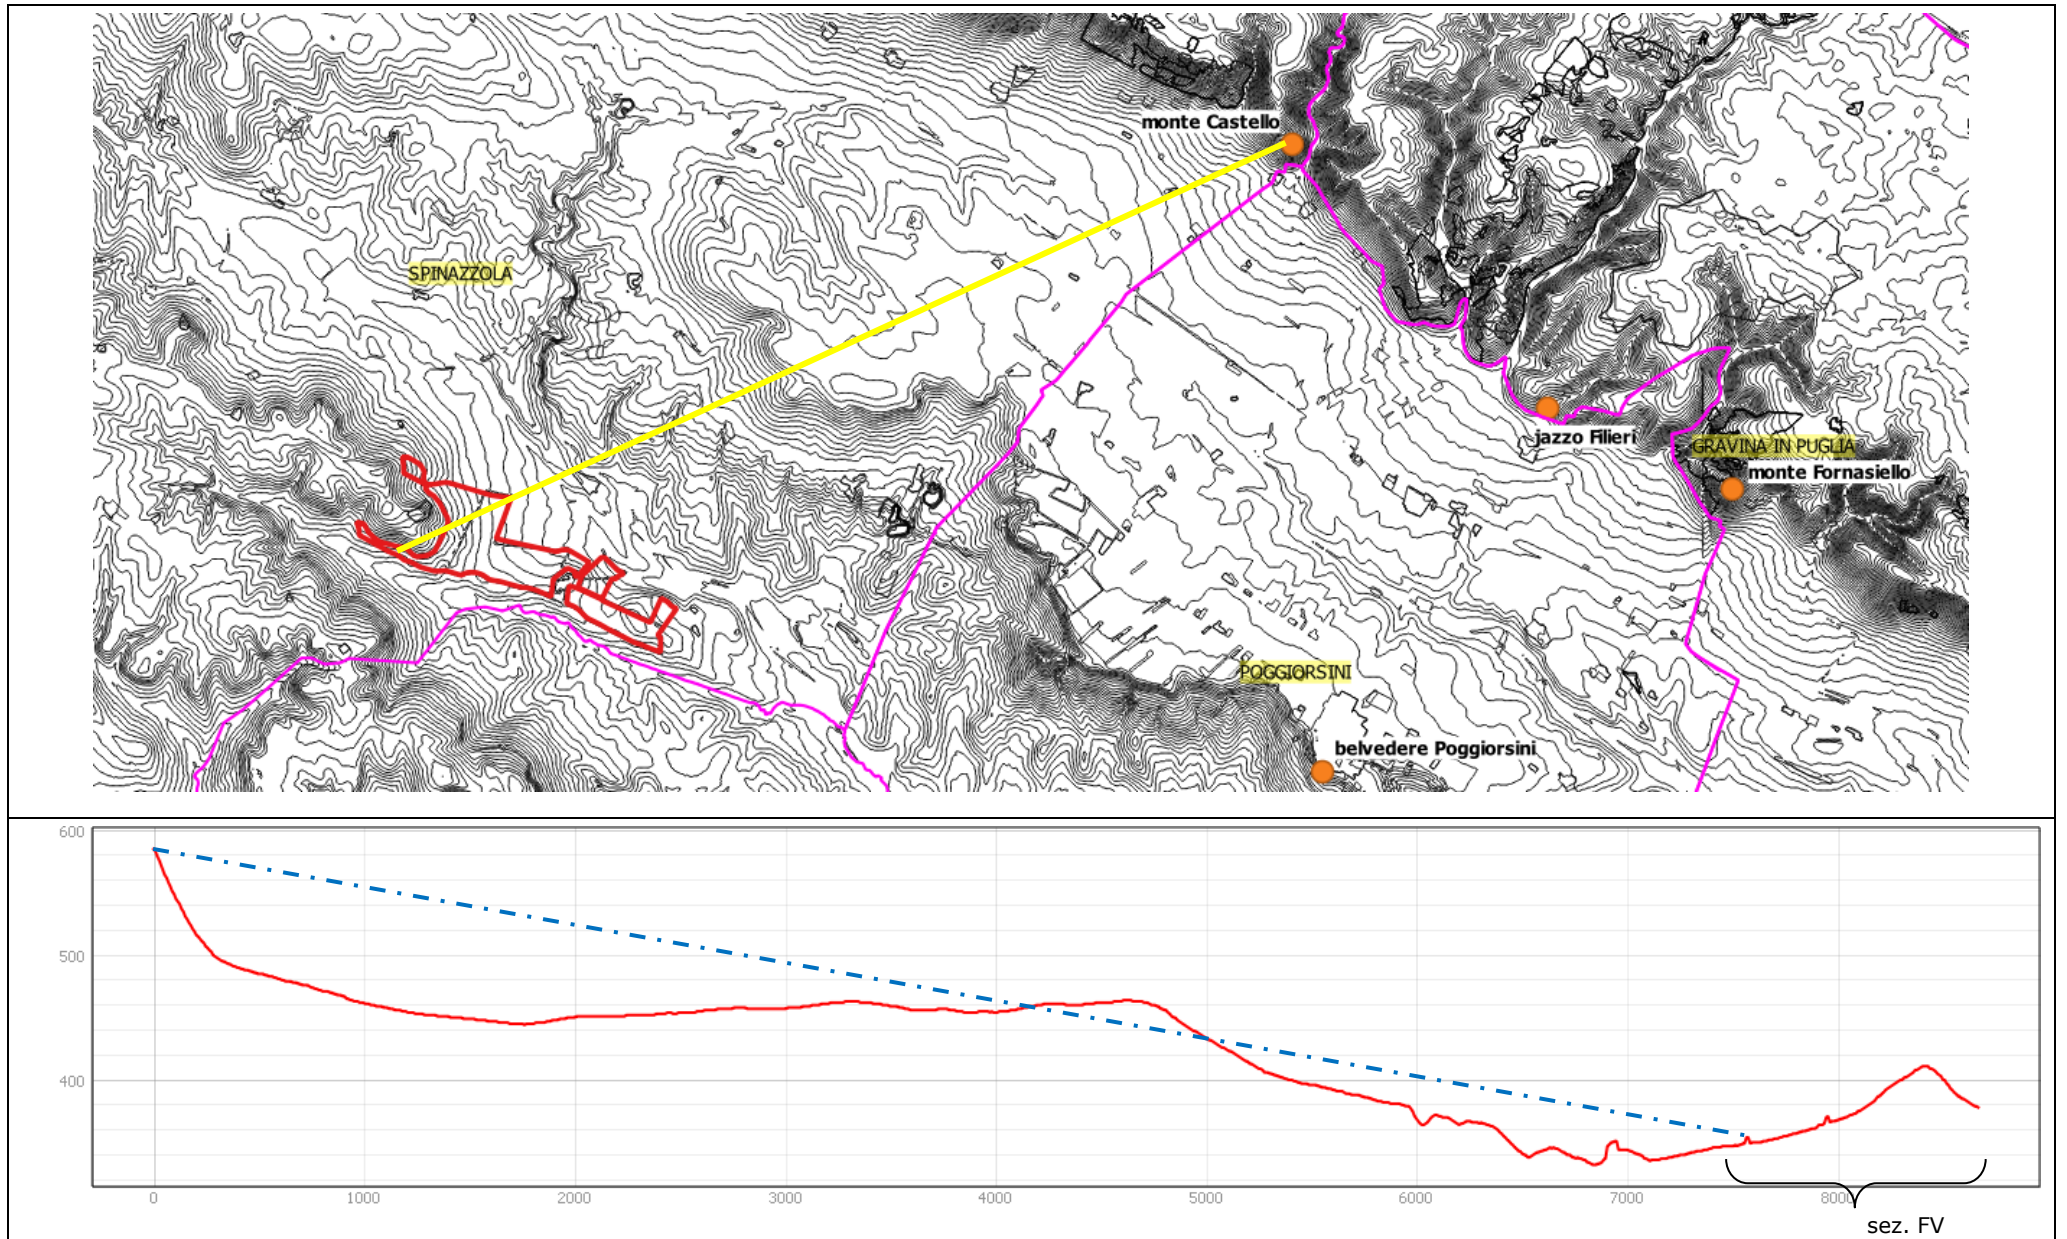 monte Castello
SPINAZZOLA
jazzo Filieri
GRAVINA IN PUGLIA
monte Fornasiello
POGGIORSINI
belvedere Poggiorsini
600
500
400
0 1000 2000 3000 4000 5000 6000 7000 8000
sez. FV